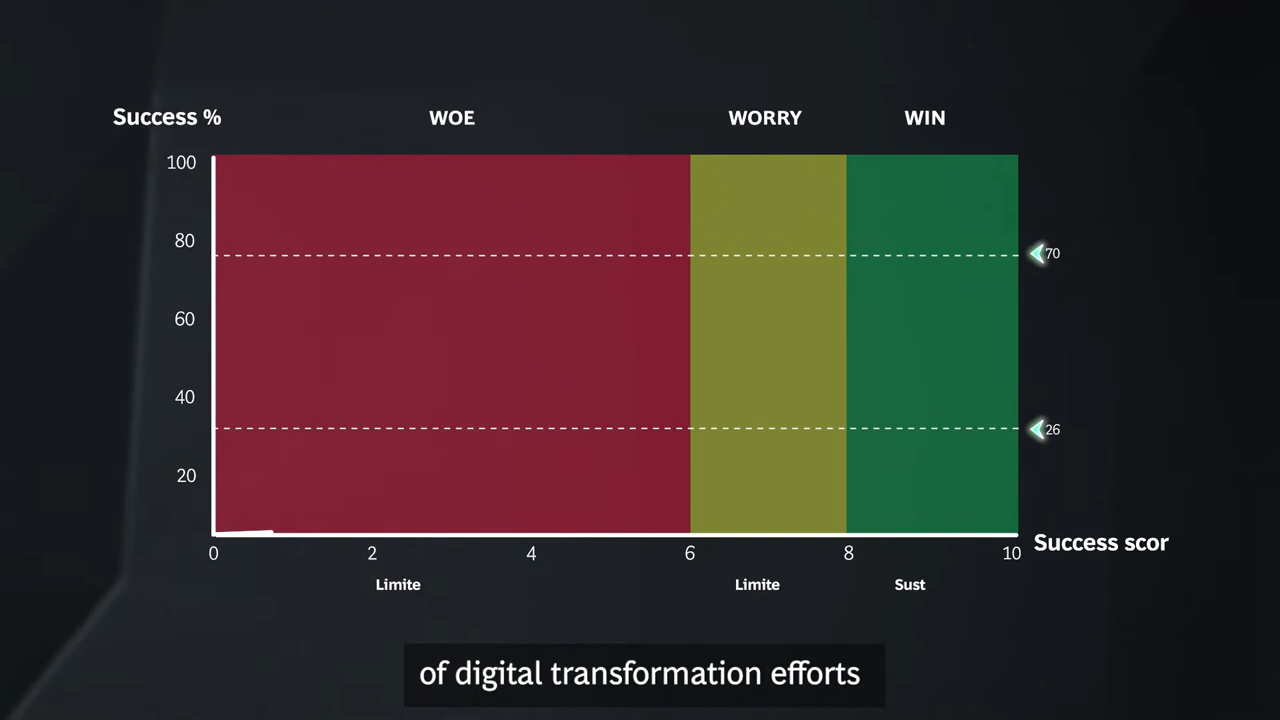 Success %
WOE
WORRY
WIN
100
80
70
60
40
26
20
0
2
4
6
8
10
Success scor
Limite
Limite
Sust
of digital transformation efforts